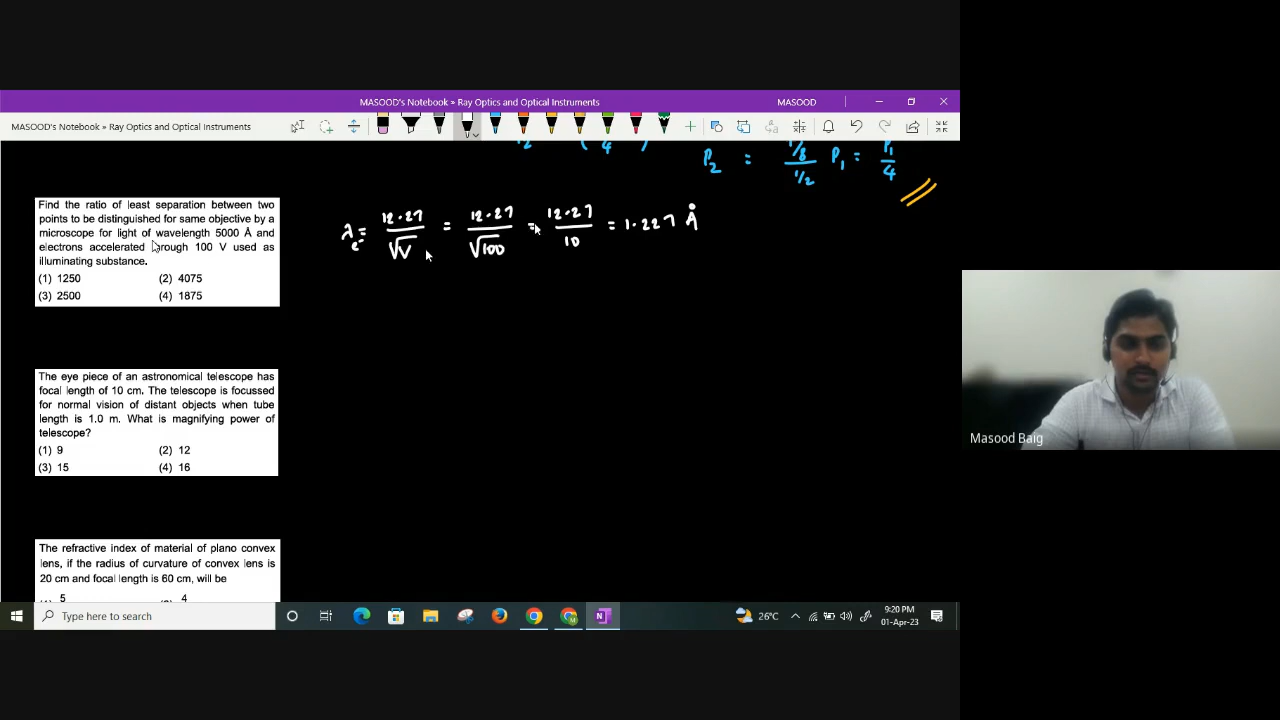 MASOOD's Notebook » Ray Optics and Optical Instruments
MASOOD
MASOOD's Notebook » Ray Optics and Optical Instruments
P₂ = 1/8 / 1/2 P₁ = P₁/4
Find the ratio of least separation between two
points to be distinguished for same objective by a
microscope for light of wavelength 5000 Å and
electrons accelerated through 100 V used as
illuminating substance.
(1) 1250 (2) 4075
(3) 2500 (4) 1875
λe⁻ = 12.27/√V = 12.27/√100 = 12.27/10 = 1.227 Å
The eye piece of an astronomical telescope has
focal length of 10 cm. The telescope is focussed
for normal vision of distant objects when tube
length is 1.0 m. What is magnifying power of
telescope?
(1) 9 (2) 12
(3) 15 (4) 16
The refractive index of material of plano convex
lens, if the radius of curvature of convex lens is
20 cm and focal length is 60 cm, will be
5 4
Masood Baig
Type here to search
26°C
9:20 PM
01-Apr-23